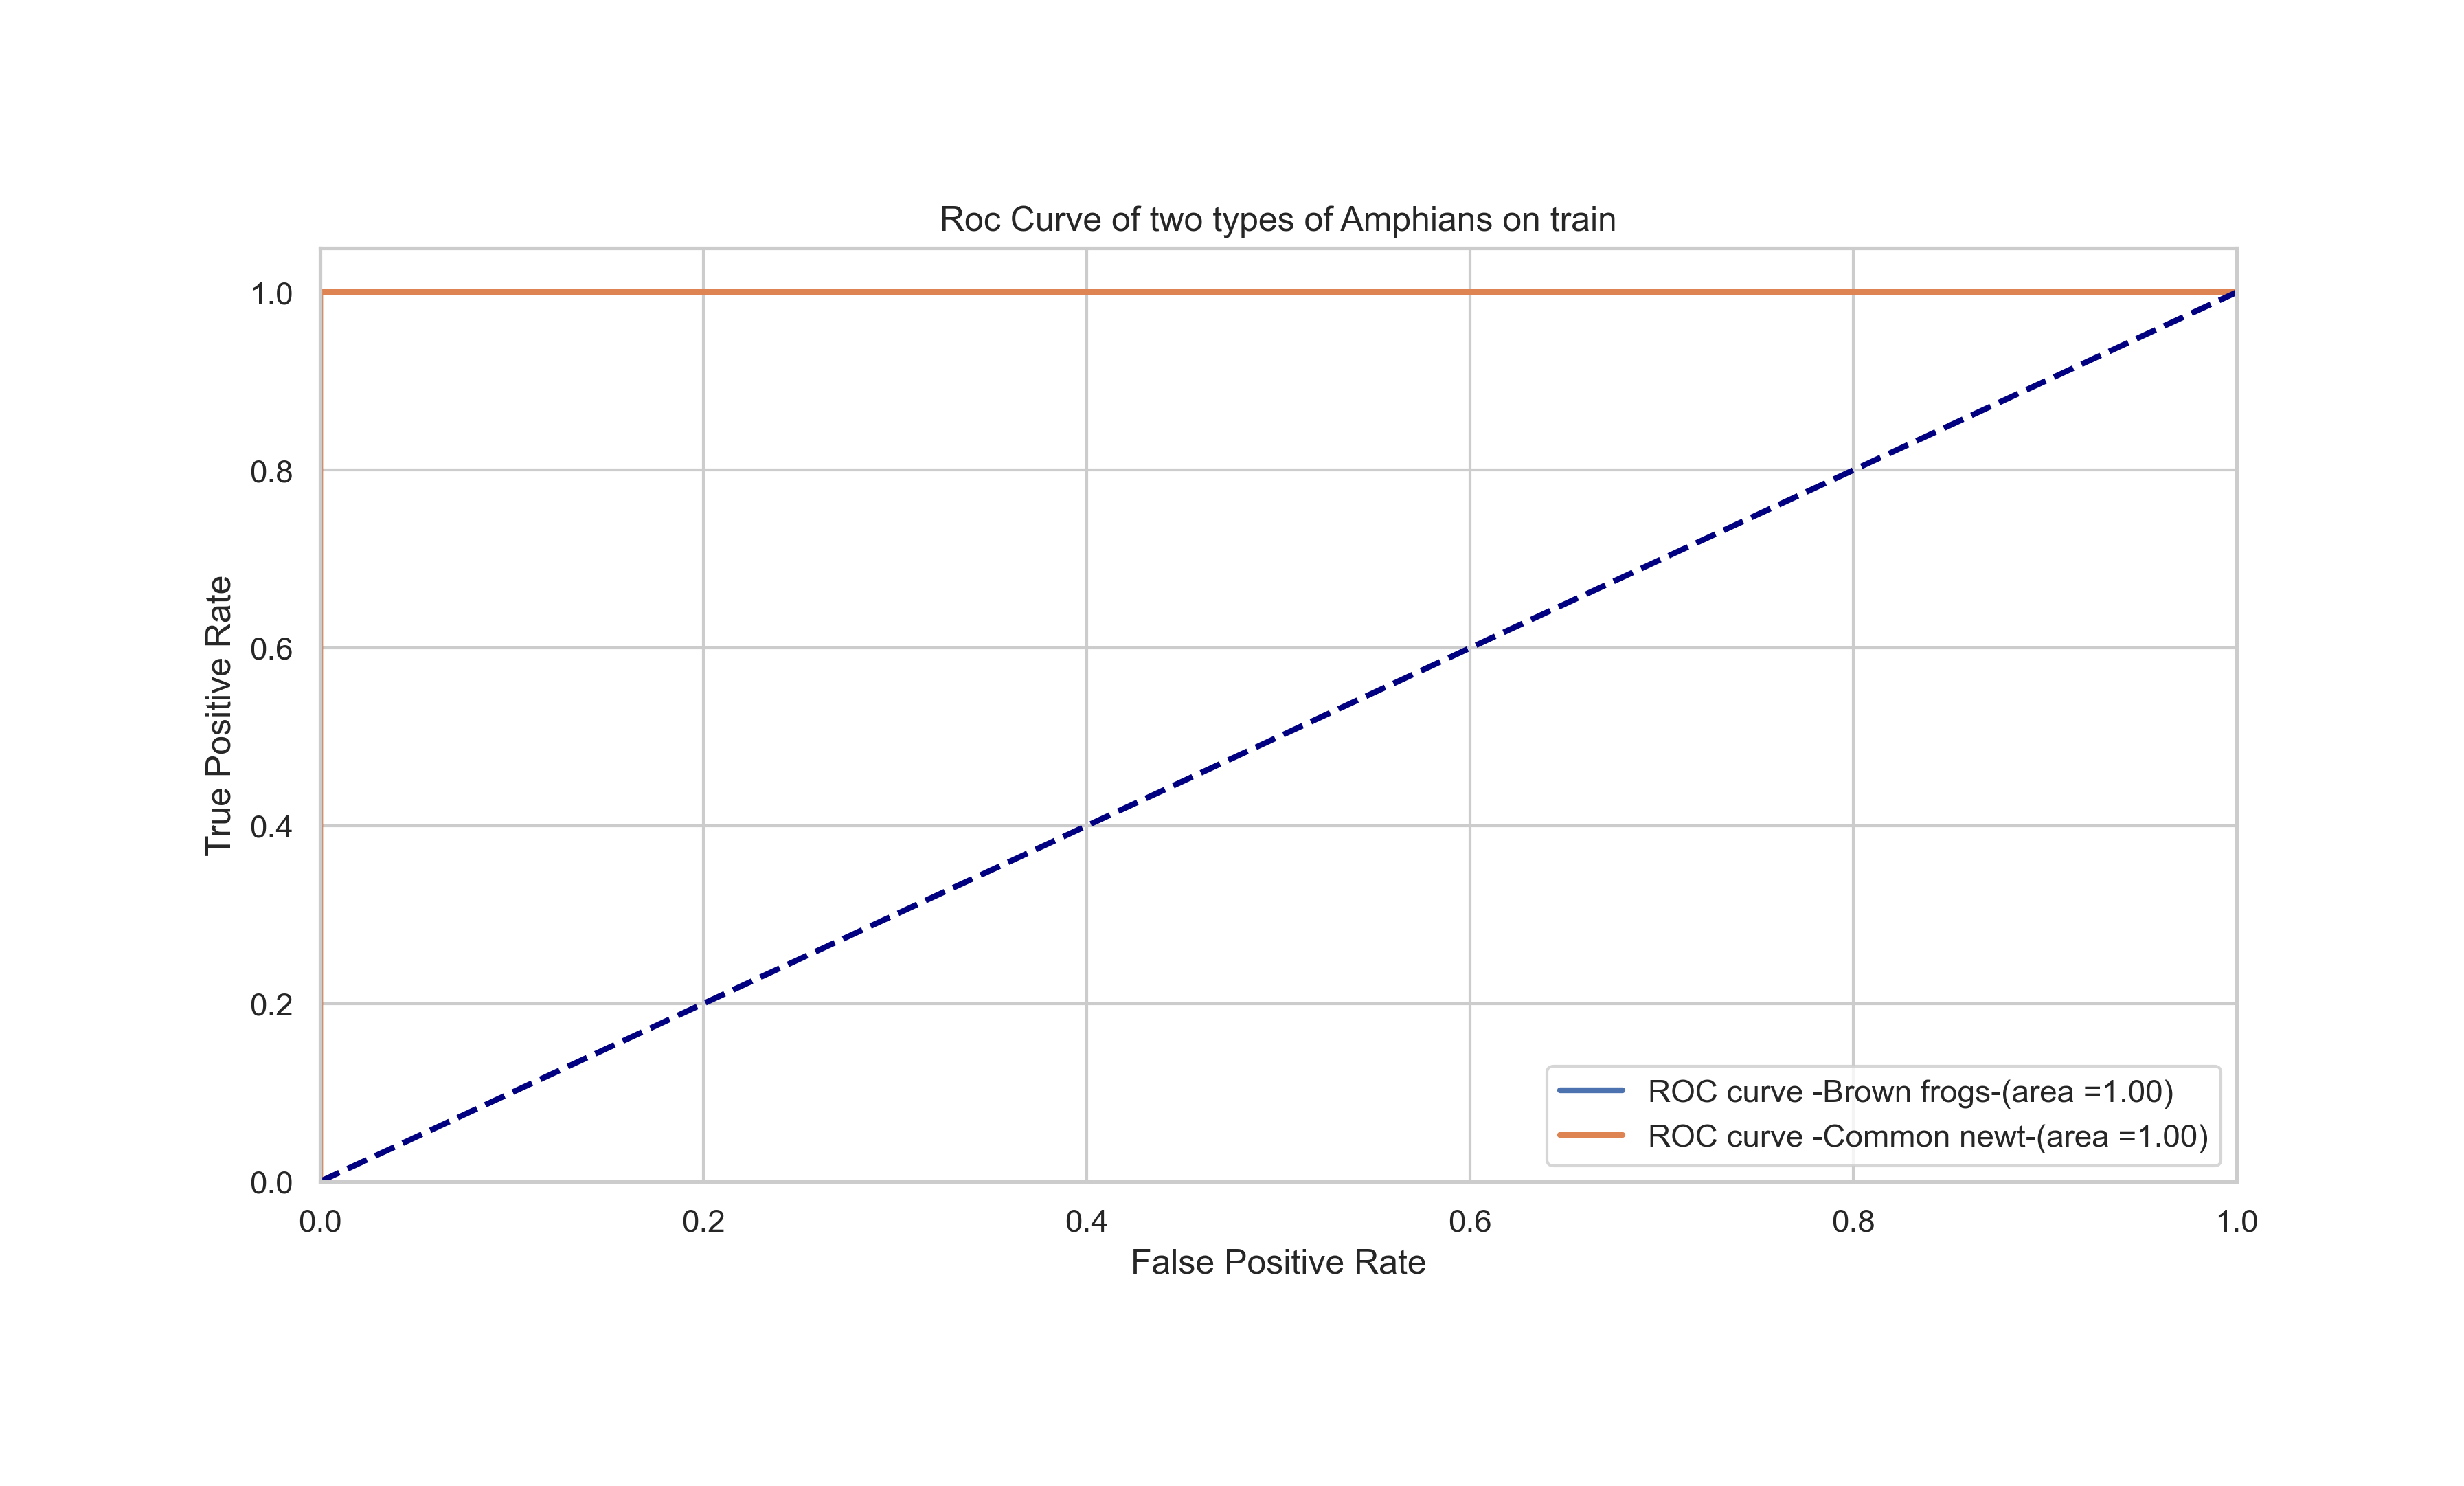 Roc Curve of two types of Amphians on train
1.0
0.8
0.6
0.4
0.2
0.0
True Positive Rate
0.0 0.2 0.4 0.6 0.8 1.0
False Positive Rate
ROC curve -Brown frogs-(area =1.00)
ROC curve -Common newt-(area =1.00)